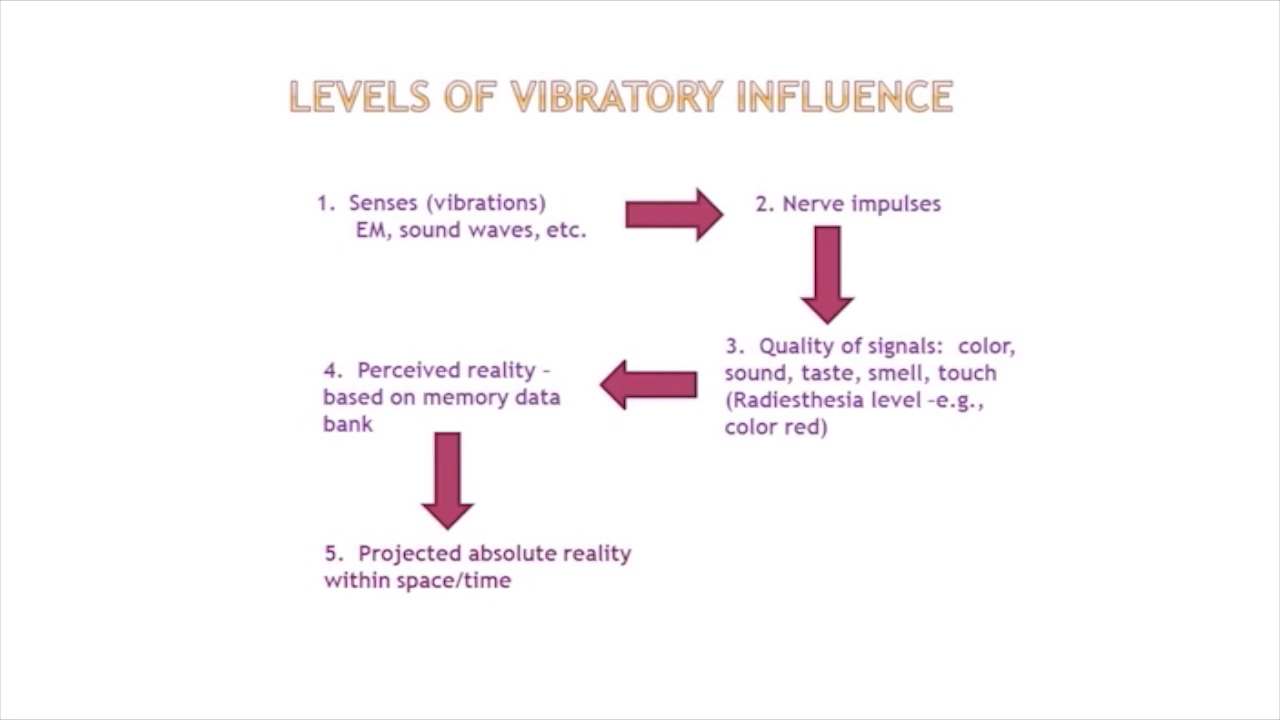 LEVELS OF VIBRATORY INFLUENCE
1. Senses (vibrations)
EM, sound waves, etc.
2. Nerve impulses
3. Quality of signals: color,
sound, taste, smell, touch
(Radiesthesia level –e.g.,
color red)
4. Perceived reality –
based on memory data
bank
5. Projected absolute reality
within space/time